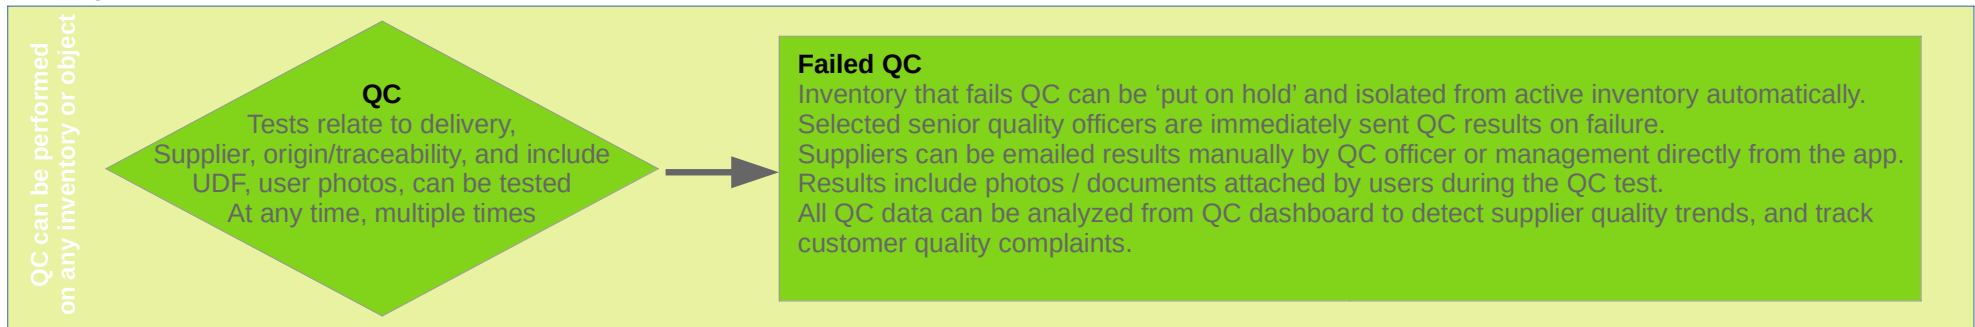 QC can be performed
on any inventory or object
QC
Tests relate to delivery,
Supplier, origin/traceability, and include
UDF, user photos, can be tested
At any time, multiple times
Failed QC
Inventory that fails QC can be ‘put on hold’ and isolated from active inventory automatically.
Selected senior quality officers are immediately sent QC results on failure.
Suppliers can be emailed results manually by QC officer or management directly from the app.
Results include photos / documents attached by users during the QC test.
All QC data can be analyzed from QC dashboard to detect supplier quality trends, and track
customer quality complaints.